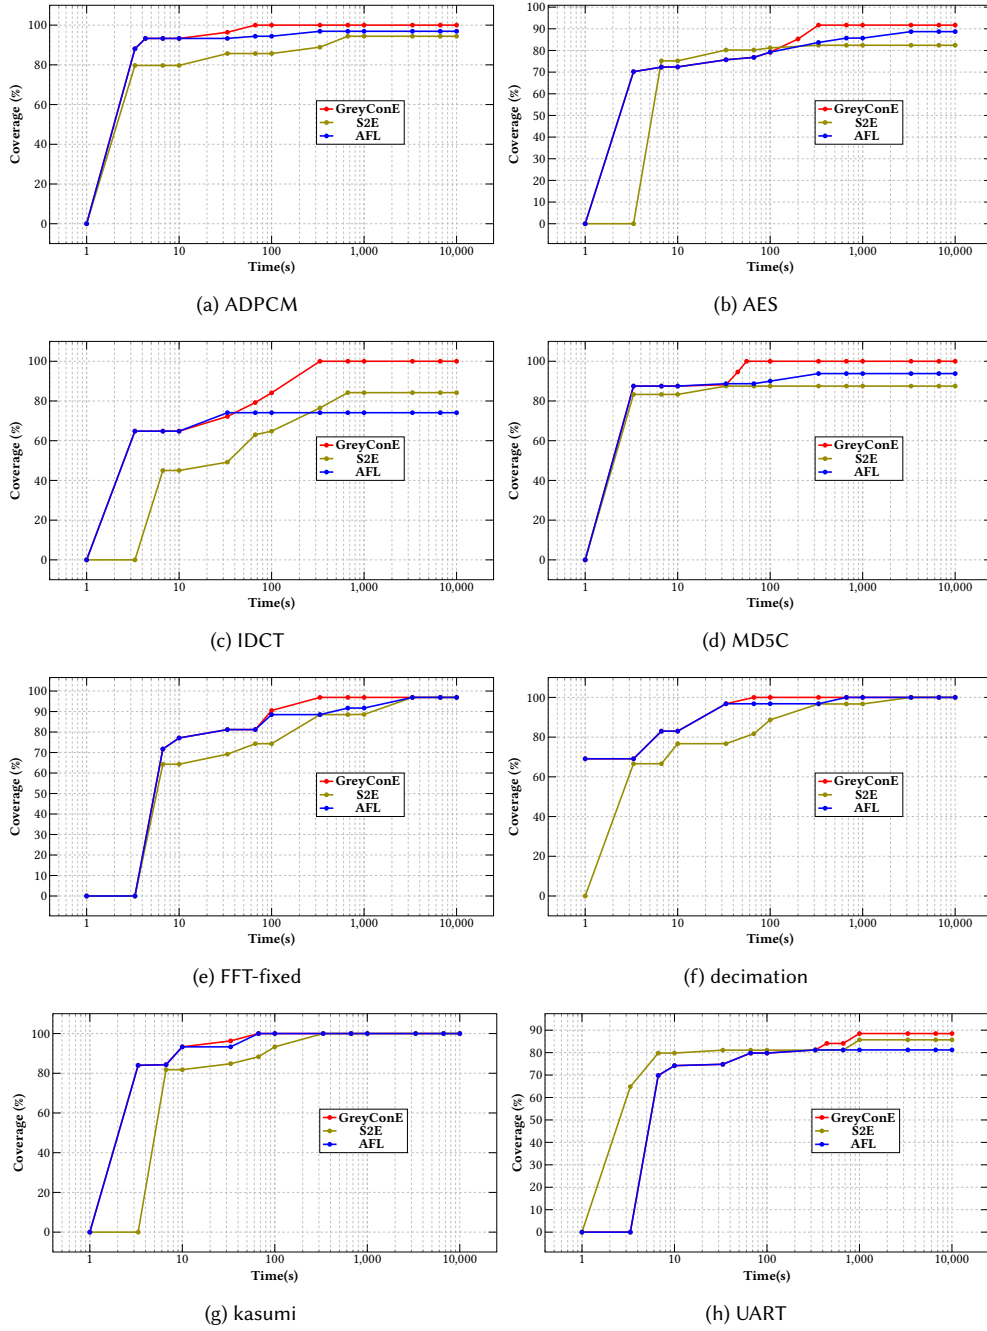 100
80
60
40
20
0
Coverage (%)
GreyConE
S2E
AFL
1 10 100 1,000 10,000
Time(s)
(a) ADPCM
100
90
80
70
60
50
40
30
20
10
0
Coverage (%)
GreyConE
S2E
AFL
1 10 100 1,000 10,000
Time(s)
(b) AES
100
80
60
40
20
0
Coverage (%)
GreyConE
S2E
AFL
1 10 100 1,000 10,000
Time(s)
(c) IDCT
100
80
60
40
20
0
Coverage (%)
GreyConE
S2E
AFL
1 10 100 1,000 10,000
Time(s)
(d) MD5C
100
90
80
70
60
50
40
30
20
10
0
Coverage (%)
GreyConE
S2E
AFL
1 10 100 1,000 10,000
Time(s)
(e) FFT-fixed
100
80
60
40
20
0
Coverage (%)
GreyConE
S2E
AFL
1 10 100 1,000 10,000
Time(s)
(f) decimation
100
80
60
40
20
0
Coverage (%)
GreyConE
S2E
AFL
1 10 100 1,000 10,000
Time(s)
(g) kasumi
90
80
70
60
50
40
30
20
10
0
Coverage (%)
GreyConE
S2E
AFL
1 10 100 1,000 10,000
Time(s)
(h) UART